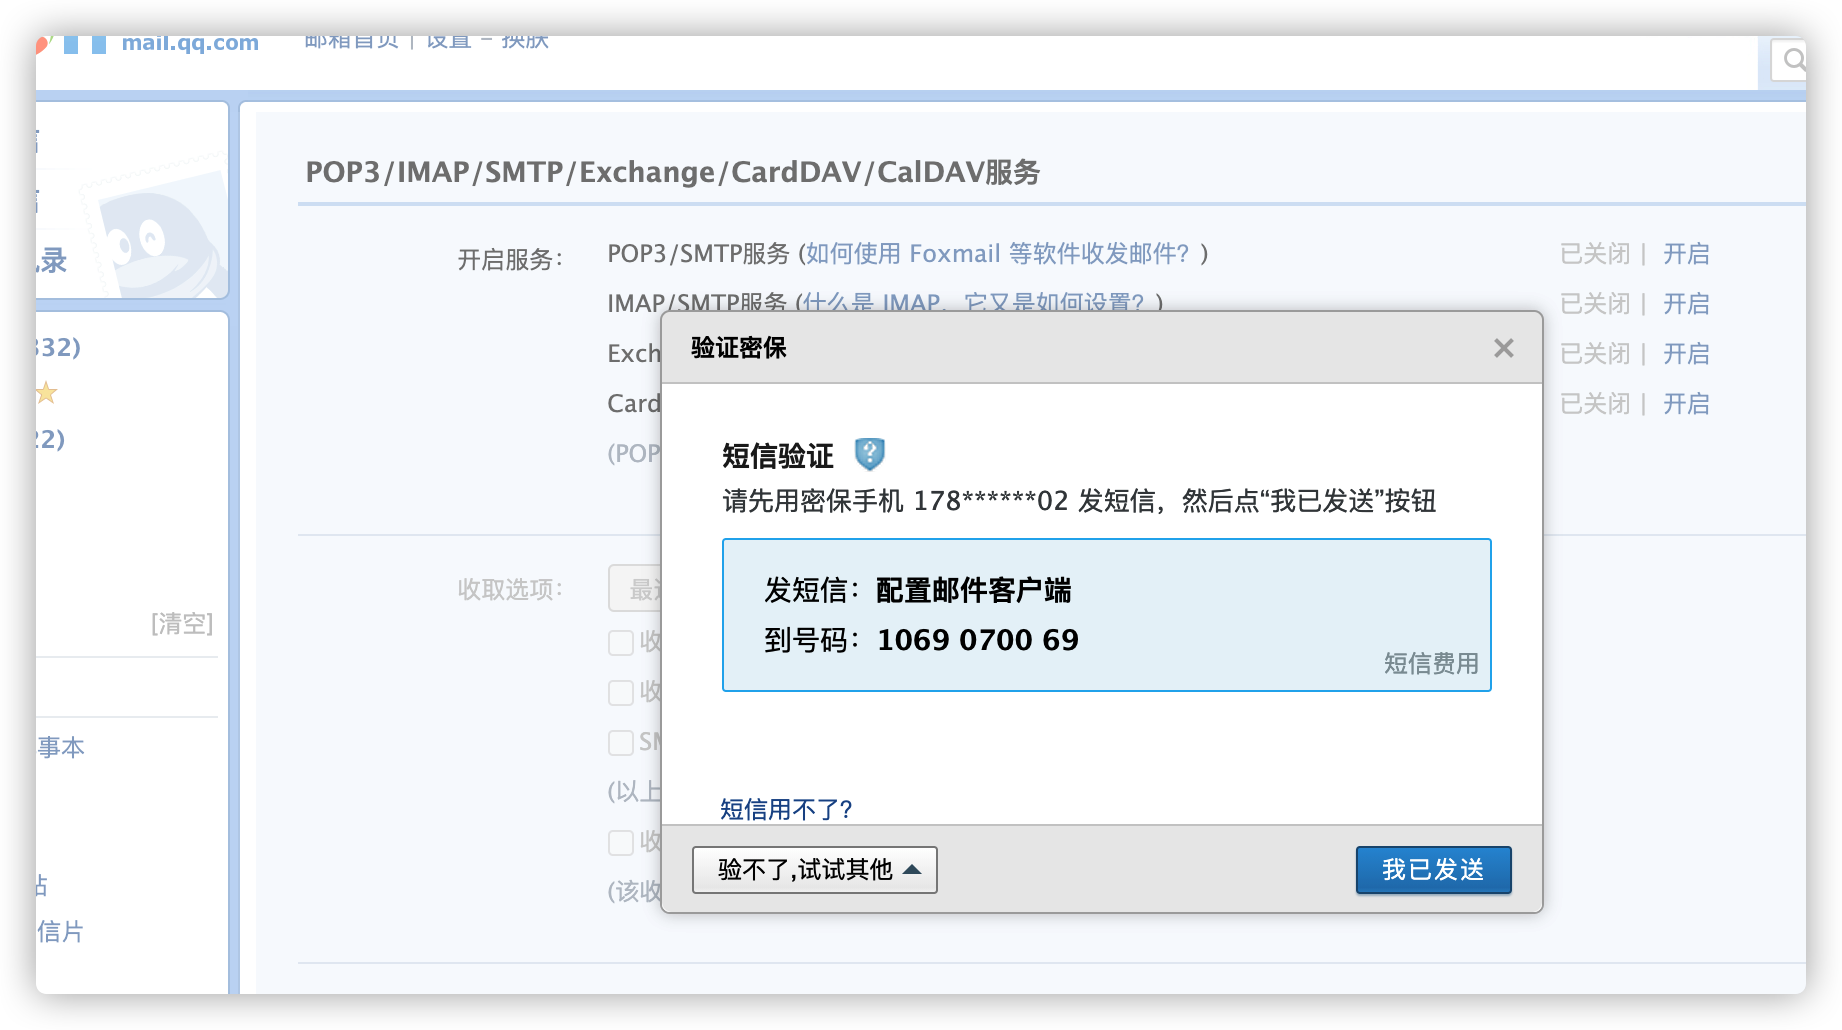 mail.qq.com
邮箱首页 | 设置 - 换肤
POP3/IMAP/SMTP/Exchange/CardDAV/CalDAV服务
录
开启服务：
POP3/SMTP服务 (如何使用 Foxmail 等软件收发邮件？)
已关闭 | 开启
IMAP/SMTP服务 (什么是 IMAP，它又是如何设置？)
已关闭 | 开启
Exch
已关闭 | 开启
Card
已关闭 | 开启
(POP
332)
22)
验证密保
×
短信验证
请先用密保手机 178******02 发短信，然后点“我已发送”按钮
发短信：配置邮件客户端
到号码：1069 0700 69
短信费用
短信用不了？
验不了,试试其他
我已发送
收取选项：
最近
收
收
SM
(以上
收
(该收
[清空]
事本
站
信片